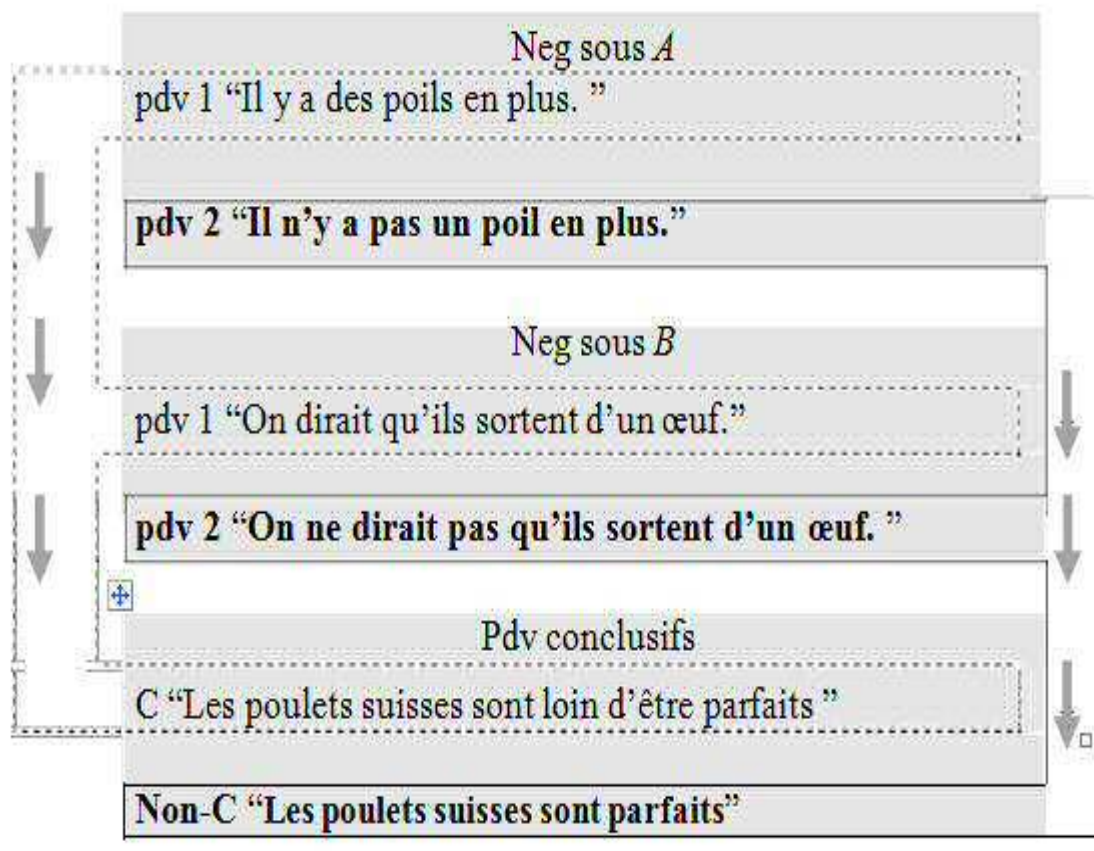 Neg sous A
pdv 1 “Il y a des poils en plus. ”
pdv 2 “Il n’y a pas un poil en plus.”
Neg sous B
pdv 1 “On dirait qu’ils sortent d’un œuf.”
pdv 2 “On ne dirait pas qu’ils sortent d’un œuf. ”
Pdv conclusifs
C “Les poulets suisses sont loin d’être parfaits ”
Non-C “Les poulets suisses sont parfaits”